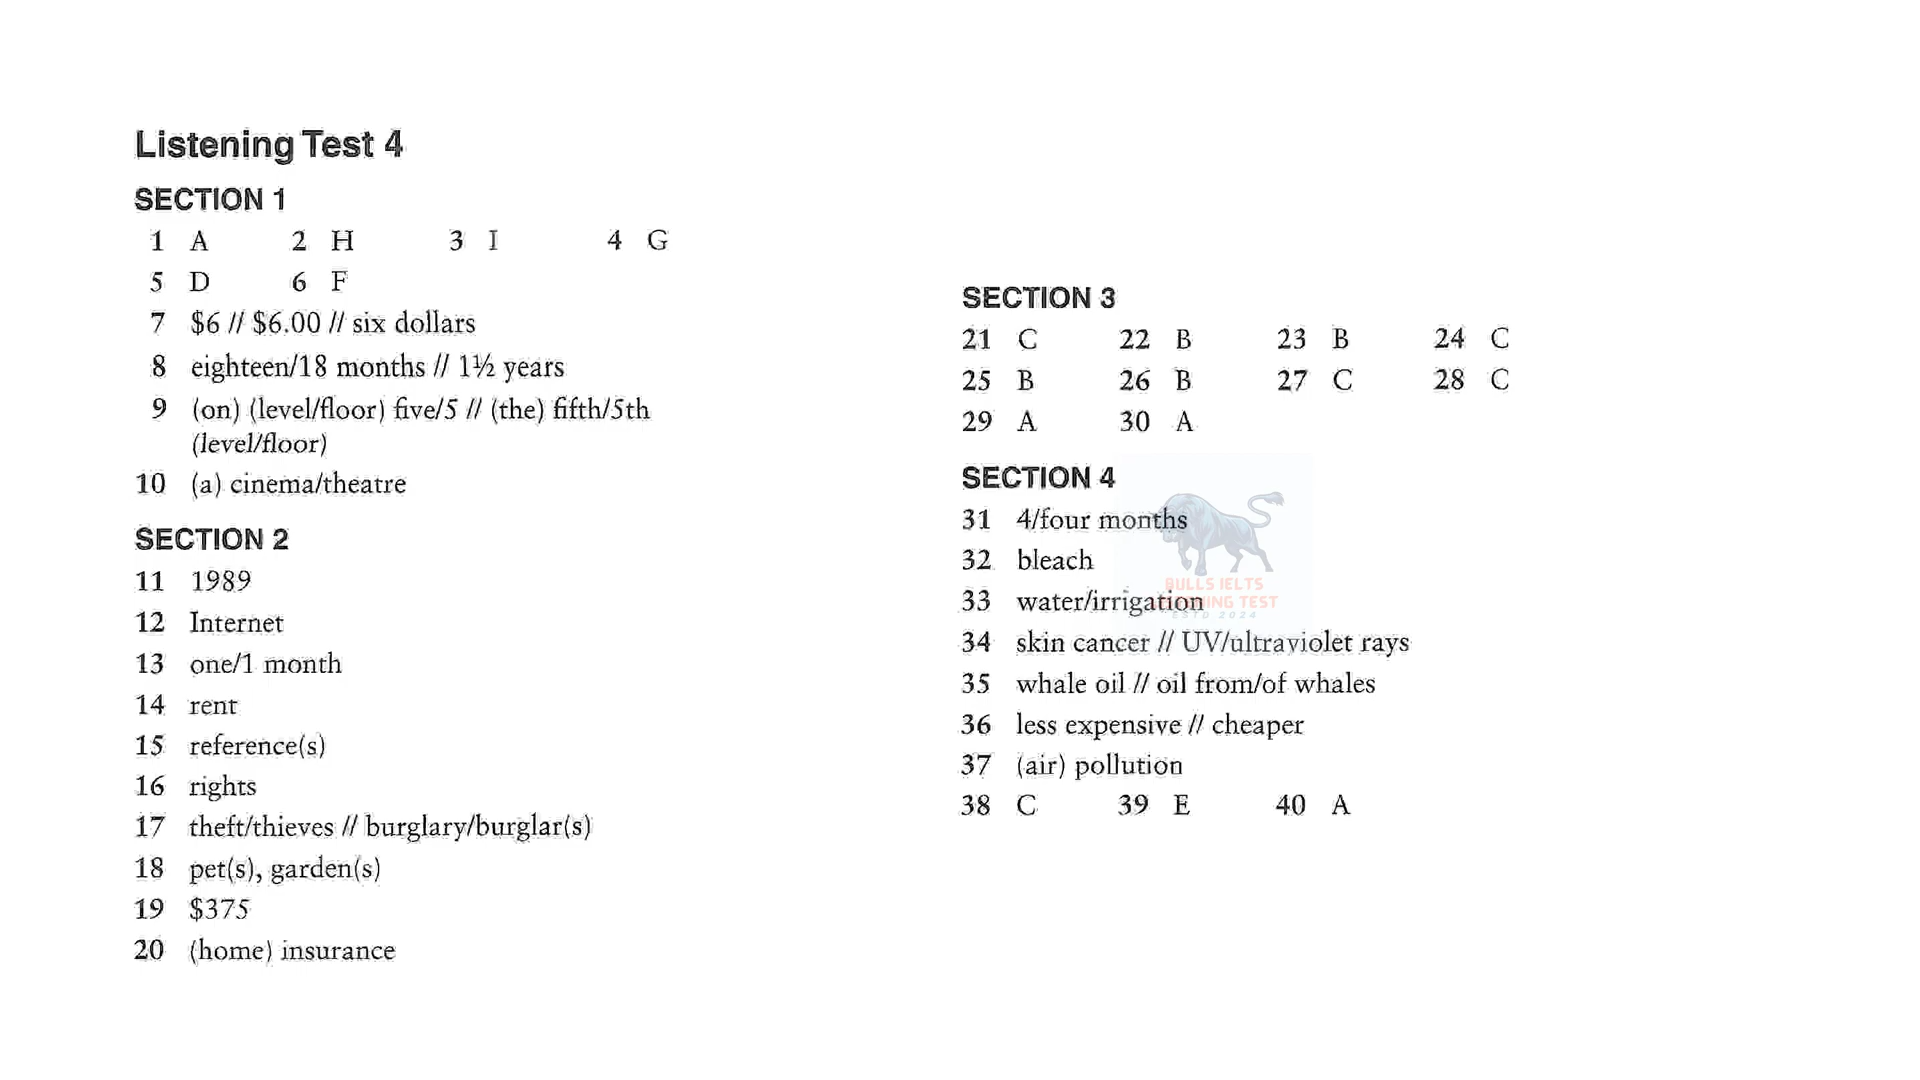 Listening Test 4
SECTION 1
1 A 2 H 3 I 4 G
5 D 6 F
7 $6 // $6.00 // six dollars
8 eighteen/18 months // 1½ years
9 (on) (level/floor) five/5 // (the) fifth/5th
(level/floor)
10 (a) cinema/theatre
SECTION 2
11 1989
12 Internet
13 one/1 month
14 rent
15 reference(s)
16 rights
17 theft/thieves // burglary/burglar(s)
18 pet(s), garden(s)
19 $375
20 (home) insurance
SECTION 3
21 C 22 B 23 B 24 C
25 B 26 B 27 C 28 C
29 A 30 A
SECTION 4
31 4/four months
32 bleach
33 water/irrigation
34 skin cancer // UV/ultraviolet rays
35 whale oil // oil from/of whales
36 less expensive // cheaper
37 (air) pollution
38 C 39 E 40 A
BULLS IELTS
LISTENING TEST
ESTD 2024